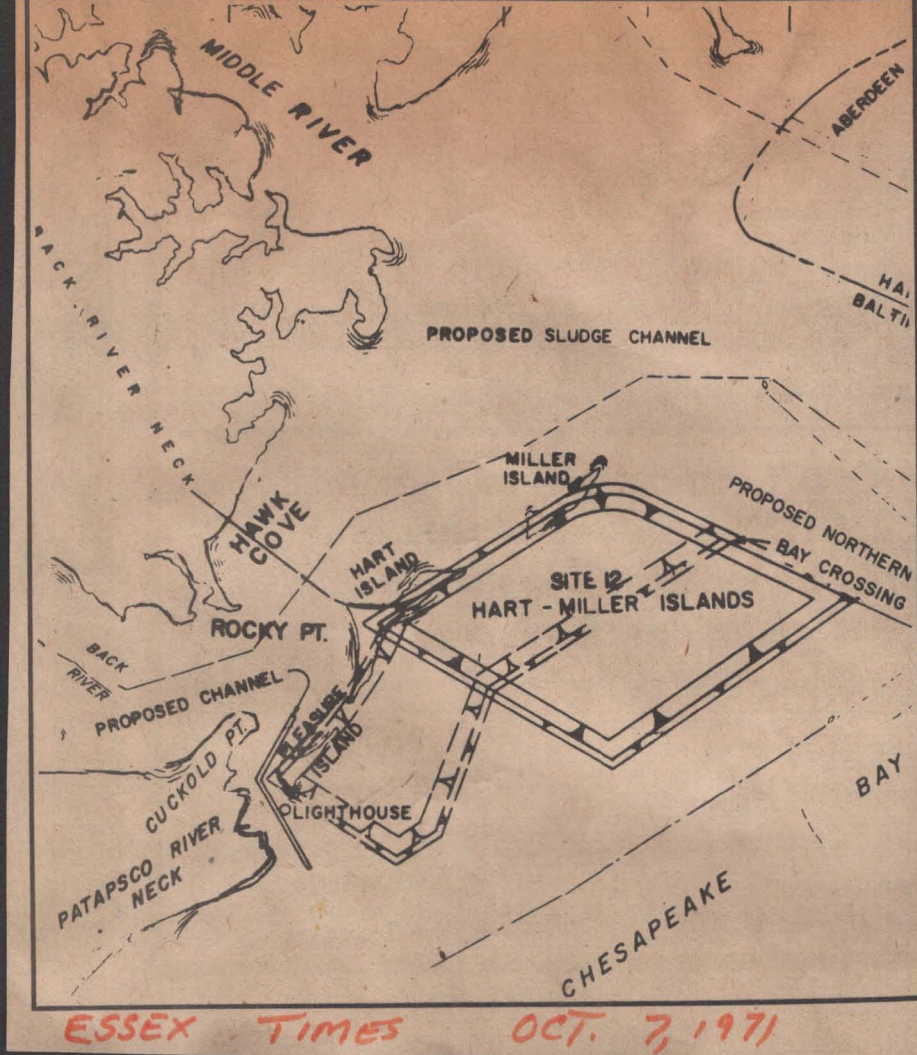 MIDDLE RIVER
ABERDEEN
BACK RIVER NECK
BALTI
PROPOSED SLUDGE CHANNEL
MILLER
ISLAND
HAWK
COVE
PROPOSED NORTHERN
BAY CROSSING
HART
ISLAND
SITE 12
HART - MILLER ISLANDS
ROCKY PT.
BACK
RIVER
PROPOSED CHANNEL
PLEASURE
ISLAND
CUCKOLD PT.
LIGHTHOUSE
BAY
PATAPSCO RIVER
NECK
CHESAPEAKE
ESSEX TIMES OCT. 7, 1971